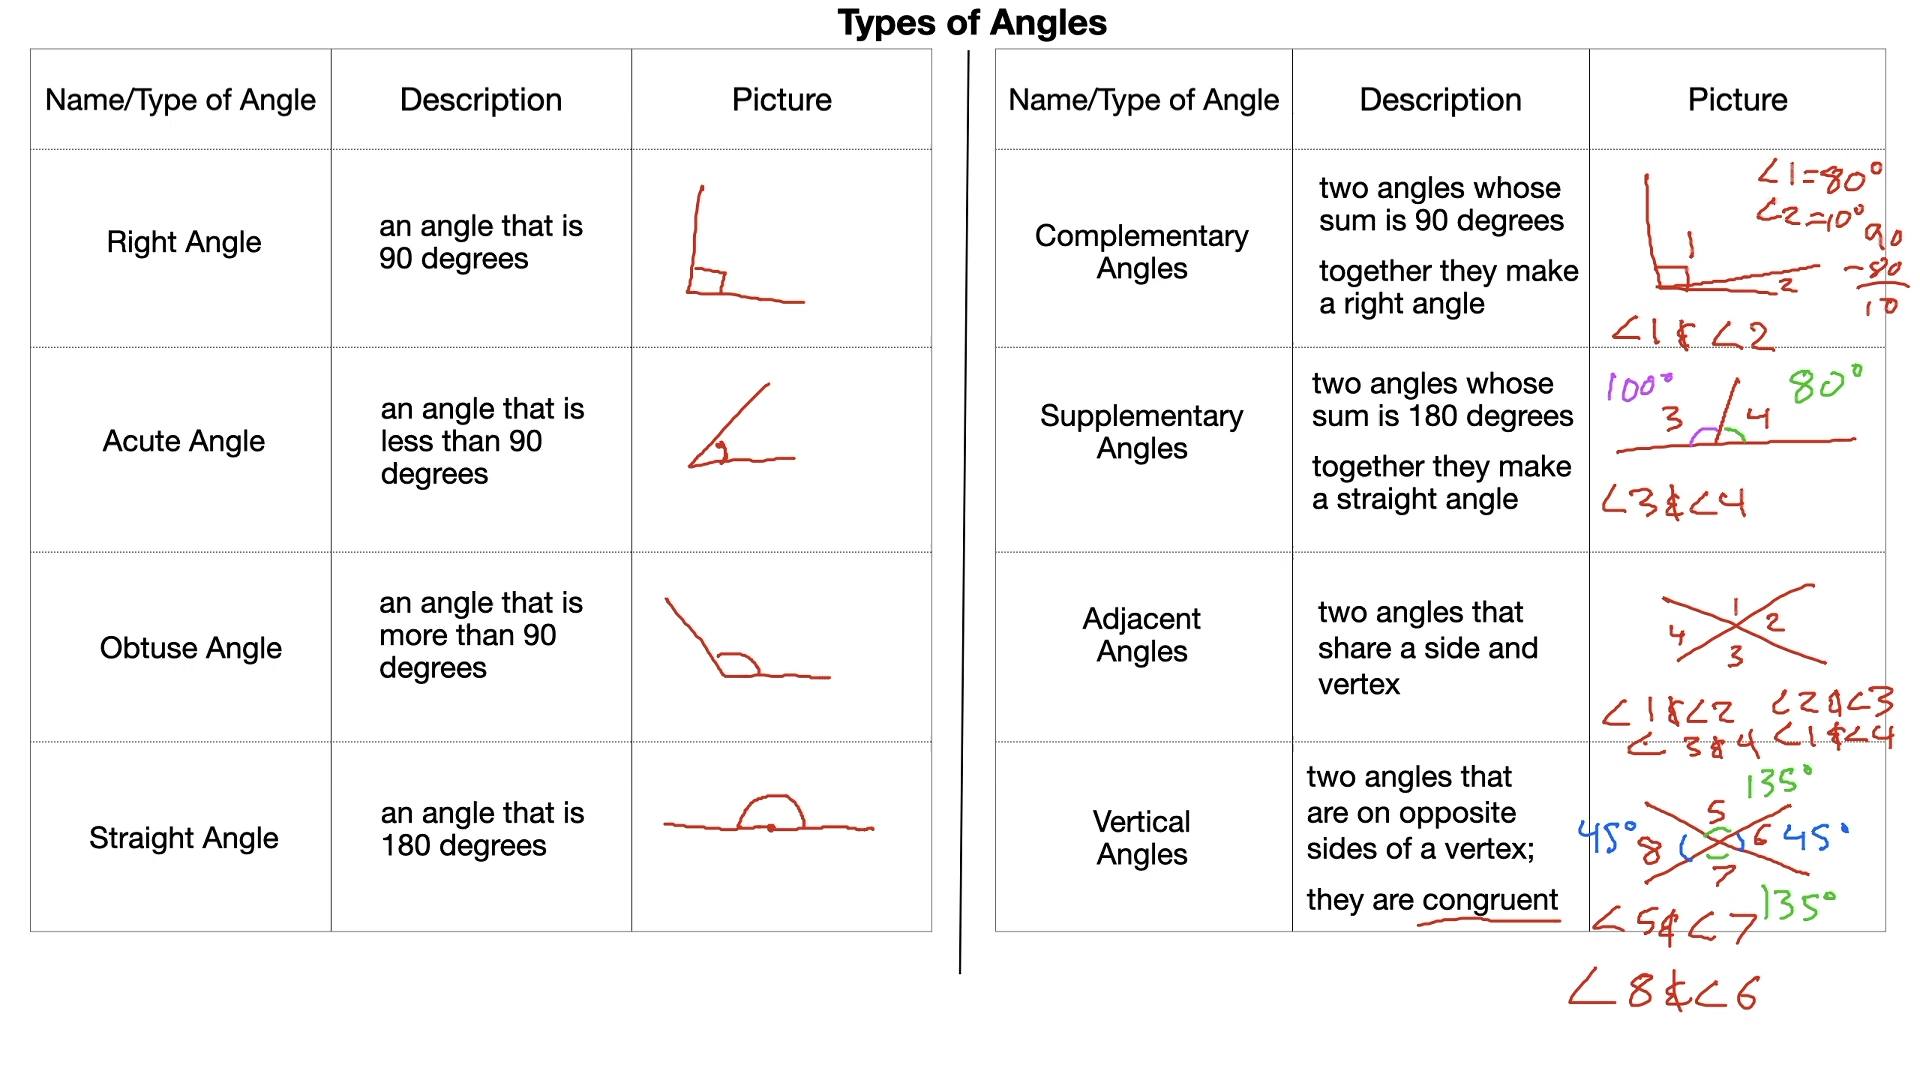 Types of Angles
Name/Type of Angle
Description
Picture
Right Angle
an angle that is
90 degrees
Acute Angle
an angle that is
less than 90
degrees
Obtuse Angle
an angle that is
more than 90
degrees
Straight Angle
an angle that is
180 degrees
Name/Type of Angle
Description
Picture
Complementary
Angles
two angles whose
sum is 90 degrees
together they make
a right angle
∠1=80°
∠2=10°
90
-80
10
1
2
∠1 & ∠2
Supplementary
Angles
two angles whose
sum is 180 degrees
together they make
a straight angle
100° 80°
3 4
∠3 & ∠4
Adjacent
Angles
two angles that
share a side and
vertex
1
4 2
3
∠1 & ∠2 ∠2 & ∠3
∠3 & 4 ∠1 & ∠4
Vertical
Angles
two angles that
are on opposite
sides of a vertex;
they are congruent
135°
5
45° 8 6 45°
7
135°
∠5 & ∠7
∠8 & ∠6